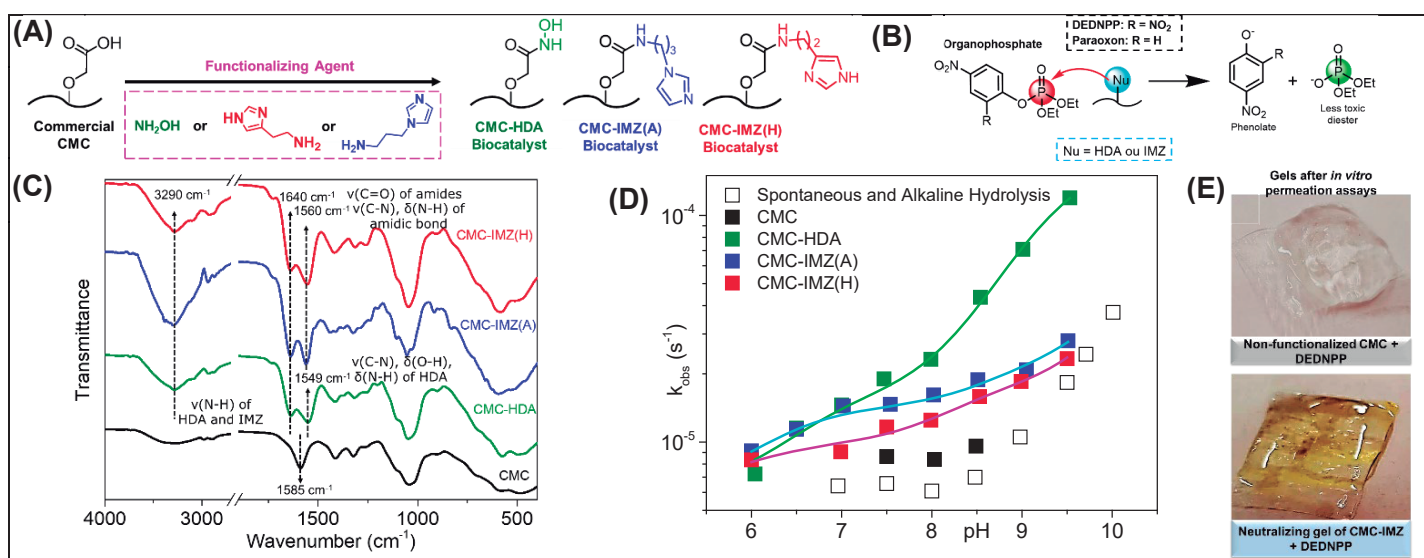 (A)
OH
O
O
Commercial
CMC
Functionalizing Agent
NH₂OH or
HN
N
NH₂
or
N
N
H₂N
OH
O
NH
O
CMC-HDA
Biocatalyst
H
O
N
3
N
O
N
CMC-IMZ(A)
Biocatalyst
H
O
N
2
N
NH
O
CMC-IMZ(H)
Biocatalyst
(B)
DEDNPP: R = NO₂
Paraoxon: R = H
Organophosphate
O₂N
R
O
O
P
OEt
OEt
Nu
Nu = HDA ou IMZ
O⁻
R
NO₂
Phenolate
+
O
P
⁻O
OEt
OEt
Less toxic
diester
(C)
3290 cm⁻¹
1640 cm⁻¹ ν(C=O) of amides
1560 cm⁻¹ ν(C-N), δ(N-H) of
amidic bond
CMC-IMZ(H)
CMC-IMZ(A)
ν(C-N), δ(O-H),
1549 cm⁻¹ δ(N-H) of HDA
CMC-HDA
ν(N-H) of
HDA and IMZ
CMC
1585 cm⁻¹
Transmittance
4000 3000 1500 1000 500
Wavenumber (cm⁻¹)
(D)
Spontaneous and Alkaline Hydrolysis
CMC
CMC-HDA
CMC-IMZ(A)
CMC-IMZ(H)
10⁻⁴
10⁻⁵
k_obs (s⁻¹)
6 7 8 pH 9 10
(E)
Gels after in vitro
permeation assays
Non-functionalized CMC +
DEDNPP
Neutralizing gel of CMC-IMZ
+ DEDNPP